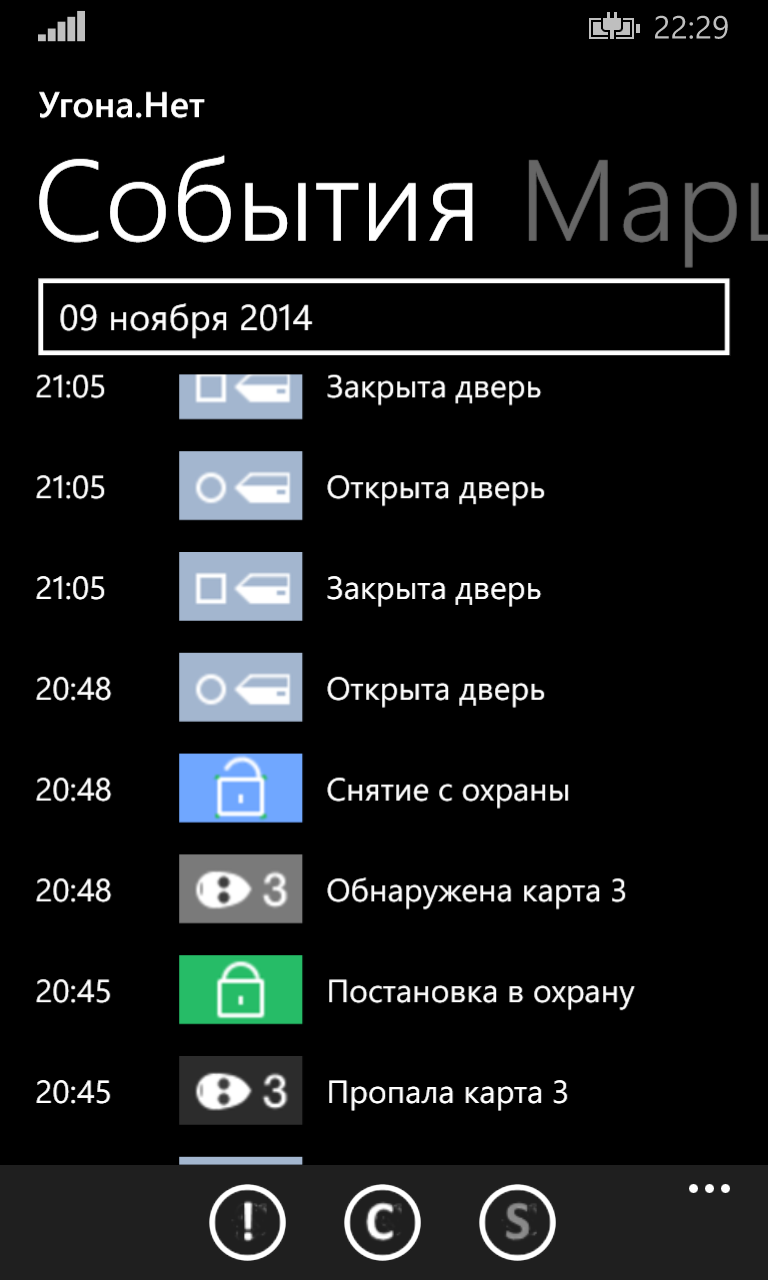 22:29
Угона.Нет
События Марш
09 ноября 2014
21:05 Закрыта дверь
21:05 Открыта дверь
21:05 Закрыта дверь
20:48 Открыта дверь
20:48 Снятие с охраны
20:48 3 Обнаружена карта 3
20:45 Постановка в охрану
20:45 3 Пропала карта 3
! C S